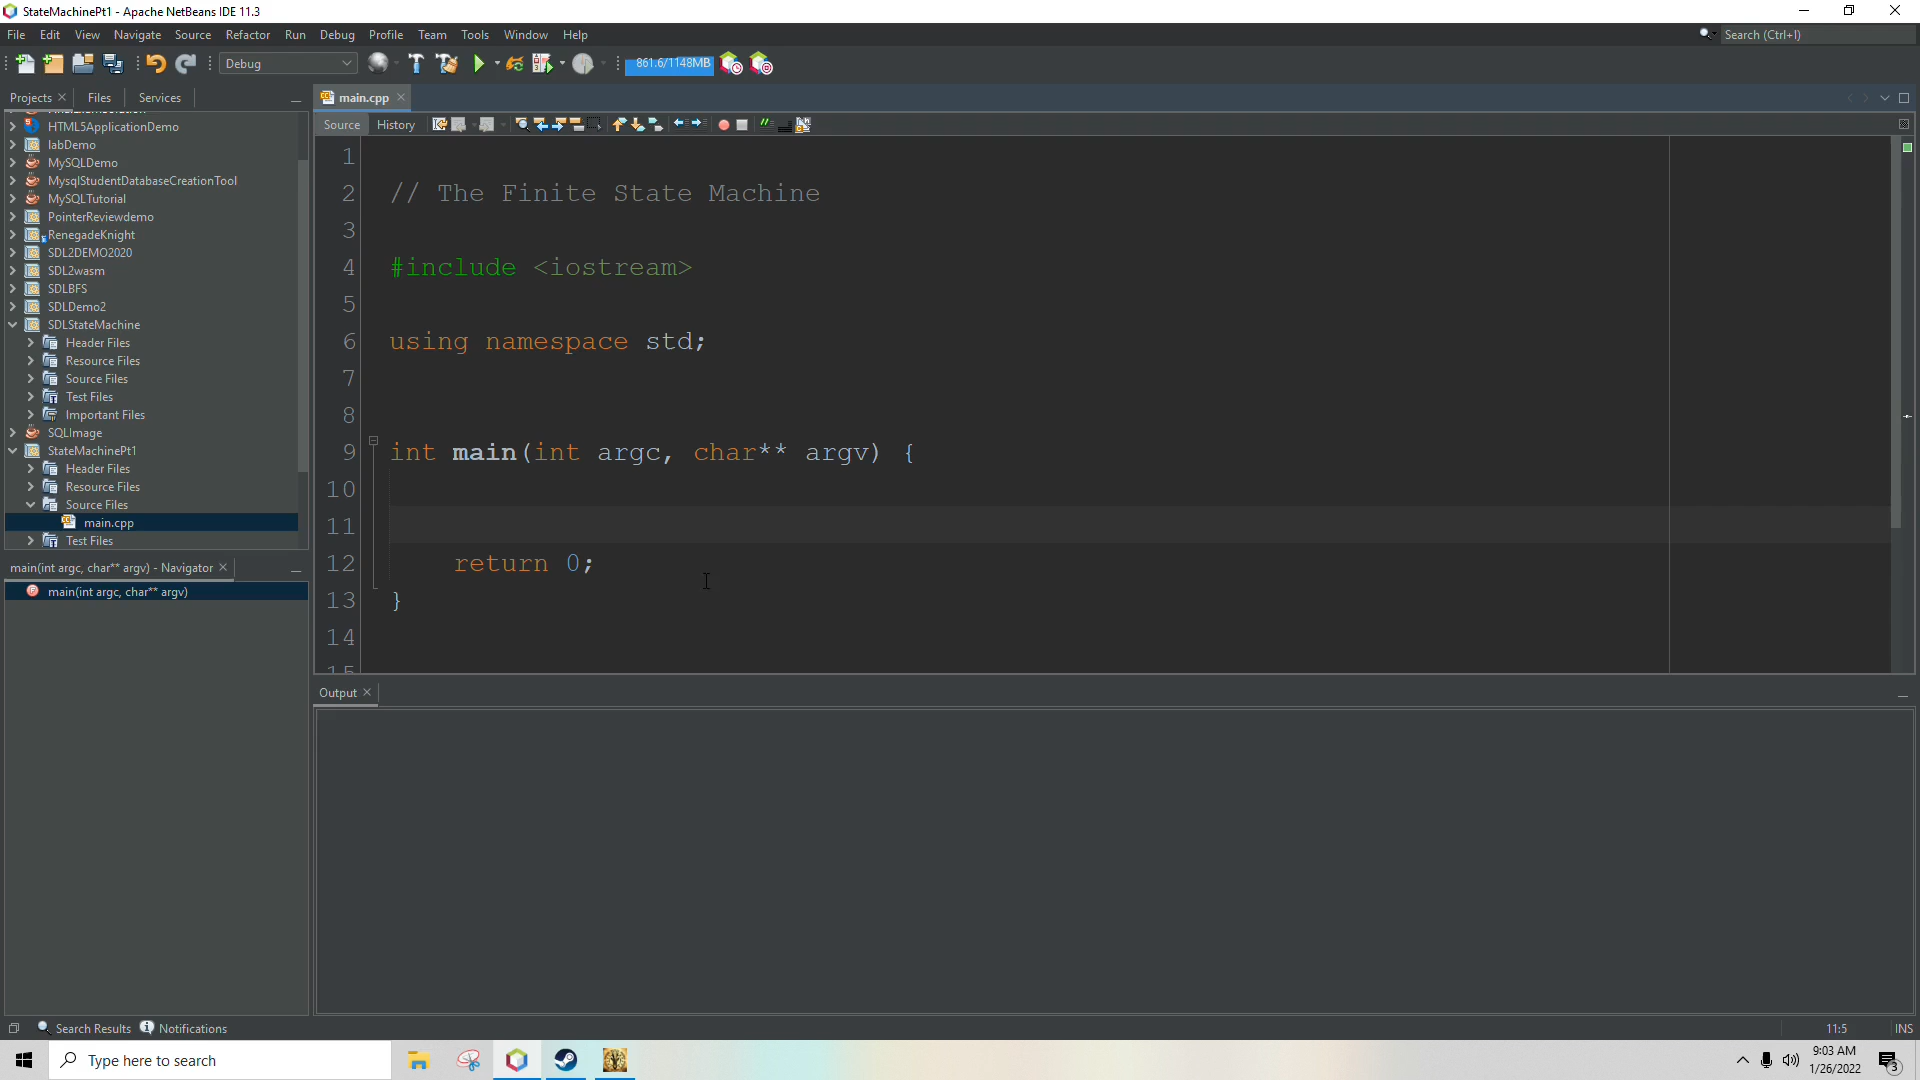 StateMachinePt1 - Apache NetBeans IDE 11.3
File Edit View Navigate Source Refactor Run Debug Profile Team Tools Window Help
Search (Ctrl+I)
Debug
861.6/1148MB
Projects Files Services
main.cpp
Source History
HTML5ApplicationDemo
labDemo
MySQLDemo
MysqlStudentDatabaseCreationTool
MySQLTutorial
PointerReviewdemo
RenegadeKnight
SDL2DEMO2020
SDL2wasm
SDLBFS
SDLDemo2
SDLStateMachine
Header Files
Resource Files
Source Files
Test Files
Important Files
SQLImage
StateMachinePt1
Header Files
Resource Files
Source Files
main.cpp
Test Files
main(int argc, char** argv) - Navigator
main(int argc, char** argv)
1
2 // The Finite State Machine
3
4 #include <iostream>
5
6 using namespace std;
7
8
9 int main(int argc, char** argv) {
10
11
12 return 0;
13 }
14
15
Output
Search Results Notifications
11:5 INS
Type here to search
9:03 AM
1/26/2022
3